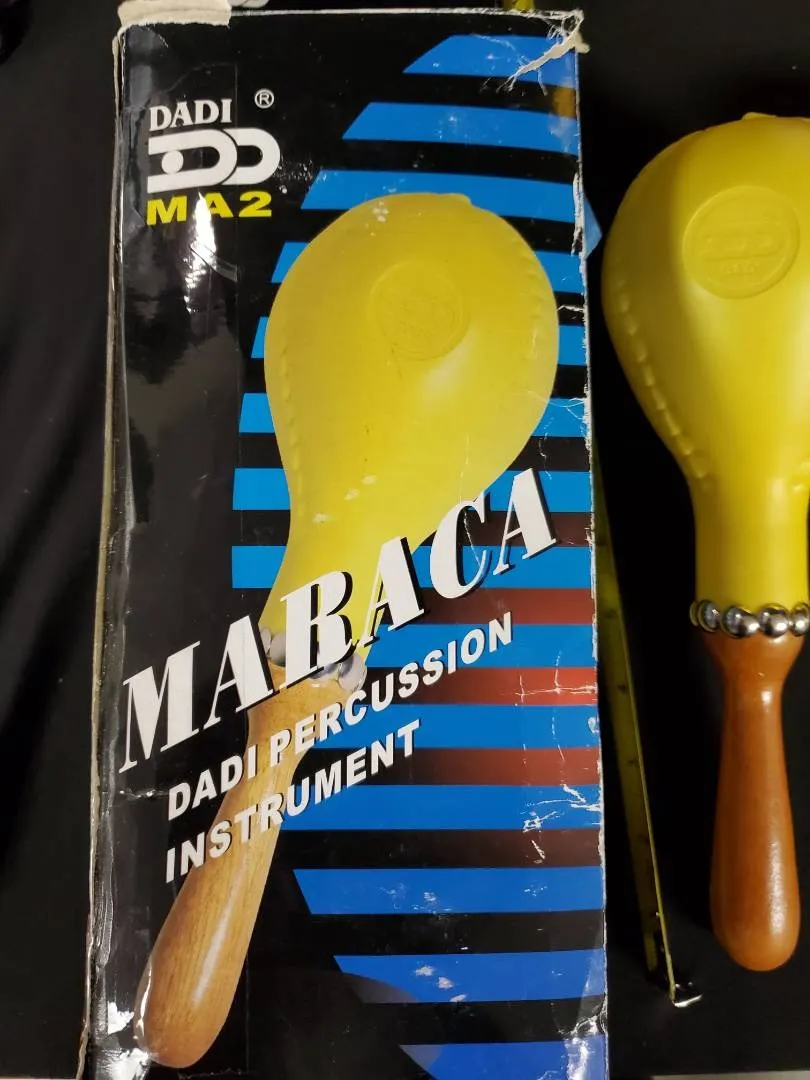 DADI ®
MA2
MARACA
DADI PERCUSSION
INSTRUMENT